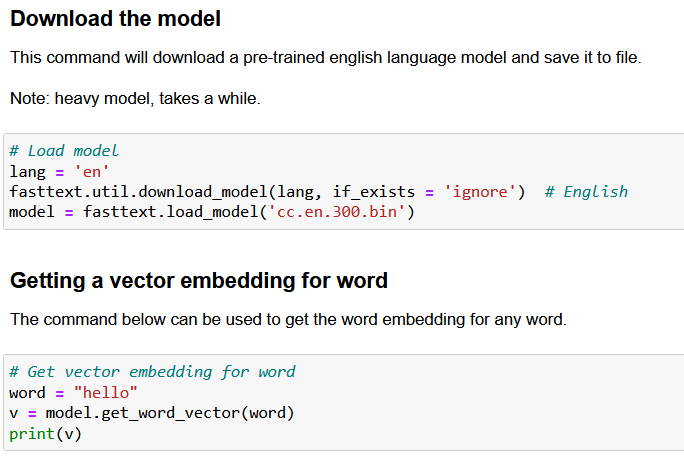 Download the model
This command will download a pre-trained english language model and save it to file.
Note: heavy model, takes a while.
# Load model
lang = 'en'
fasttext.util.download_model(lang, if_exists = 'ignore')  # English
model = fasttext.load_model('cc.en.300.bin')
Getting a vector embedding for word
The command below can be used to get the word embedding for any word.
# Get vector embedding for word
word = "hello"
v = model.get_word_vector(word)
print(v)